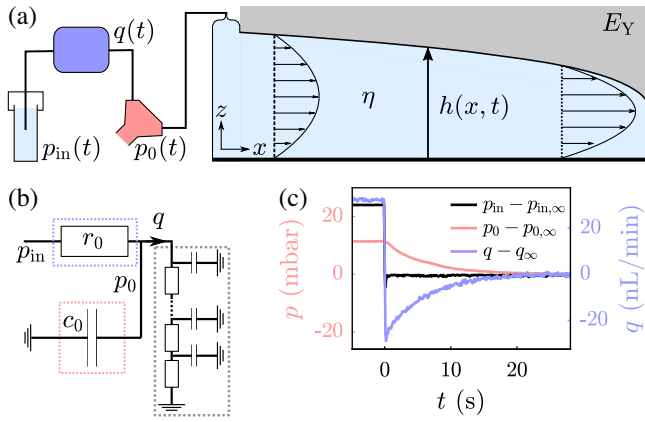 (a)
q(t)
E_Y
η
h(x, t)
z
x
p_in(t)
p_0(t)
(b)
q
p_in
r_0
p_0
c_0
(c)
p_in − p_in,∞
p_0 − p_0,∞
q − q_∞
20
0
-20
p (mbar)
20
0
-20
q (nL/min)
0
10
20
t (s)